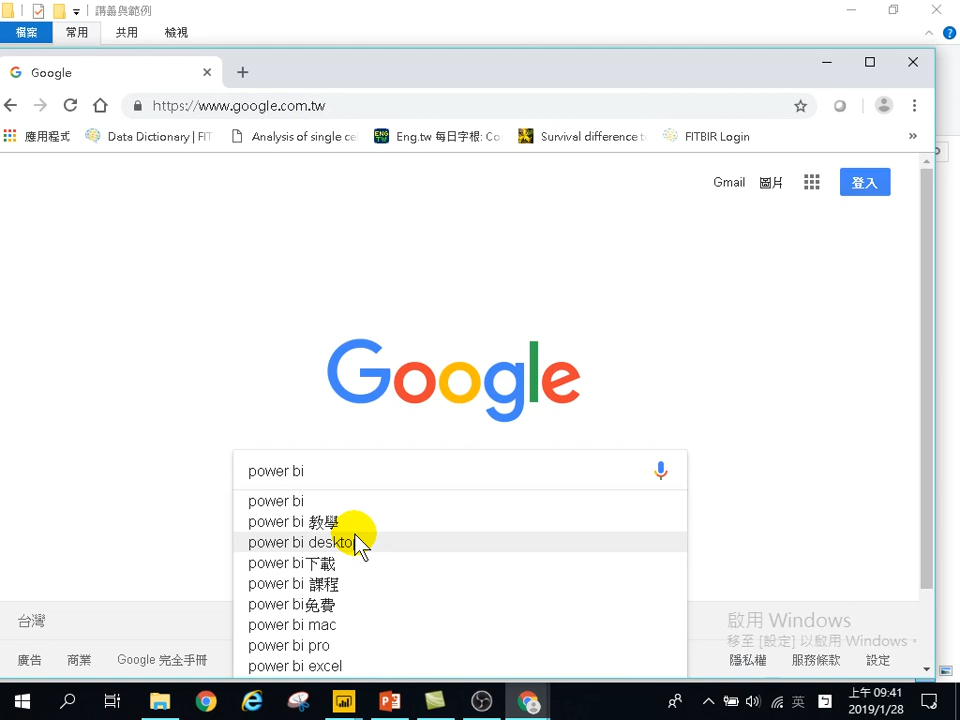 講義與範例
檔案 常用 共用 檢視
Google
https://www.google.com.tw
應用程式 Data Dictionary | FIT Analysis of single ce Eng.tw 每日字根: Co Survival difference t FITBIR Login
Gmail 圖片 登入
Google
power bi
power bi
power bi 教學
power bi desktop
power bi下載
power bi 課程
power bi免費
power bi mac
power bi pro
power bi excel
台灣
廣告 商業 Google 完全手冊 隱私權 服務條款 設定
啟用 Windows
移至 [設定] 以啟用 Windows。
英
上午 09:41
2019/1/28